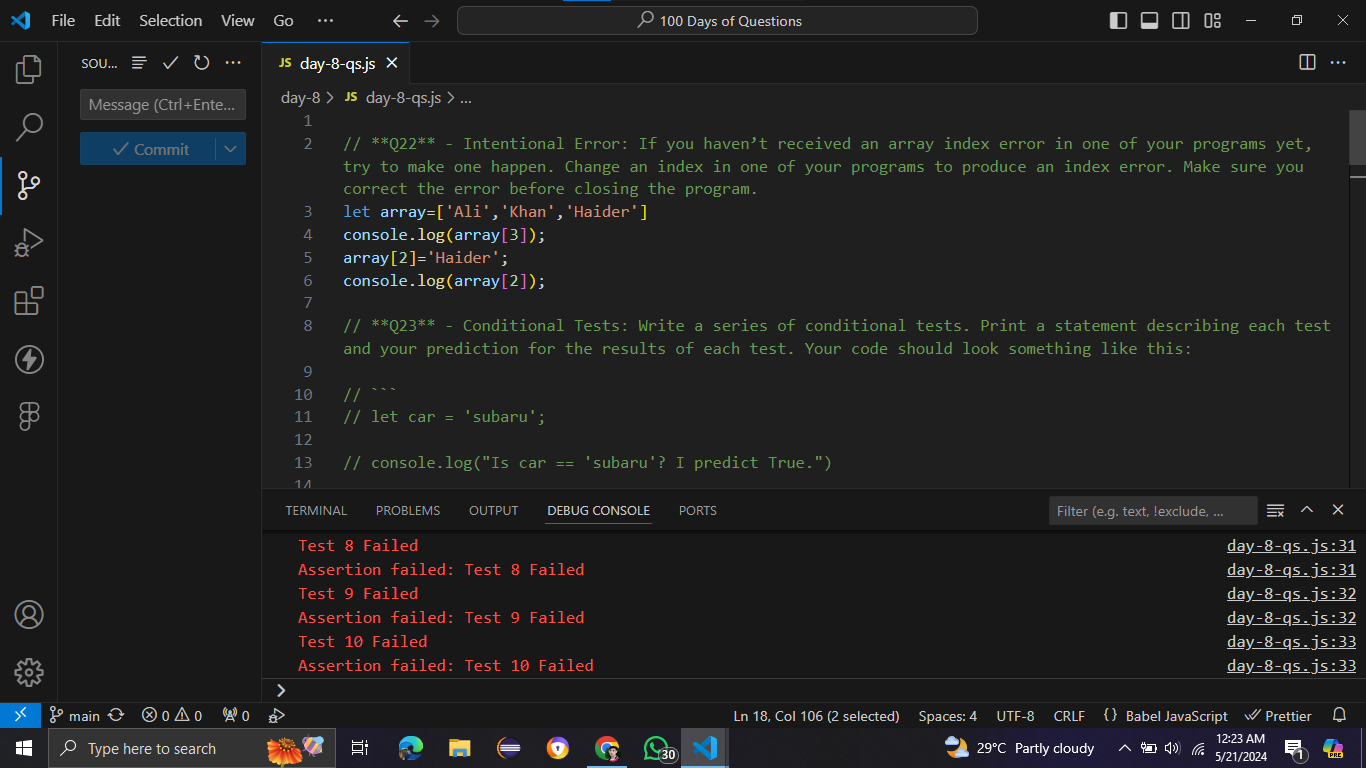 File Edit Selection View Go ··· 100 Days of Questions
SOU...
JS day-8-qs.js
day-8 > JS day-8-qs.js > ...
Message (Ctrl+Ente...
Commit
1
2 // **Q22** - Intentional Error: If you haven’t received an array index error in one of your programs yet,
try to make one happen. Change an index in one of your programs to produce an index error. Make sure you
correct the error before closing the program.
3 let array=['Ali','Khan','Haider']
4 console.log(array[3]);
5 array[2]='Haider';
6 console.log(array[2]);
7
8 // **Q23** - Conditional Tests: Write a series of conditional tests. Print a statement describing each test
and your prediction for the results of each test. Your code should look something like this:
9
10 // ```
11 // let car = 'subaru';
12
13 // console.log("Is car == 'subaru'? I predict True.")
14
TERMINAL PROBLEMS OUTPUT DEBUG CONSOLE PORTS Filter (e.g. text, !exclude, ...
Test 8 Failed day-8-qs.js:31
Assertion failed: Test 8 Failed day-8-qs.js:31
Test 9 Failed day-8-qs.js:32
Assertion failed: Test 9 Failed day-8-qs.js:32
Test 10 Failed day-8-qs.js:33
Assertion failed: Test 10 Failed day-8-qs.js:33
>
main 0 0 0 Ln 18, Col 106 (2 selected) Spaces: 4 UTF-8 CRLF {} Babel JavaScript Prettier
Type here to search 30 29°C Partly cloudy 12:23 AM 1 PRE
5/21/2024